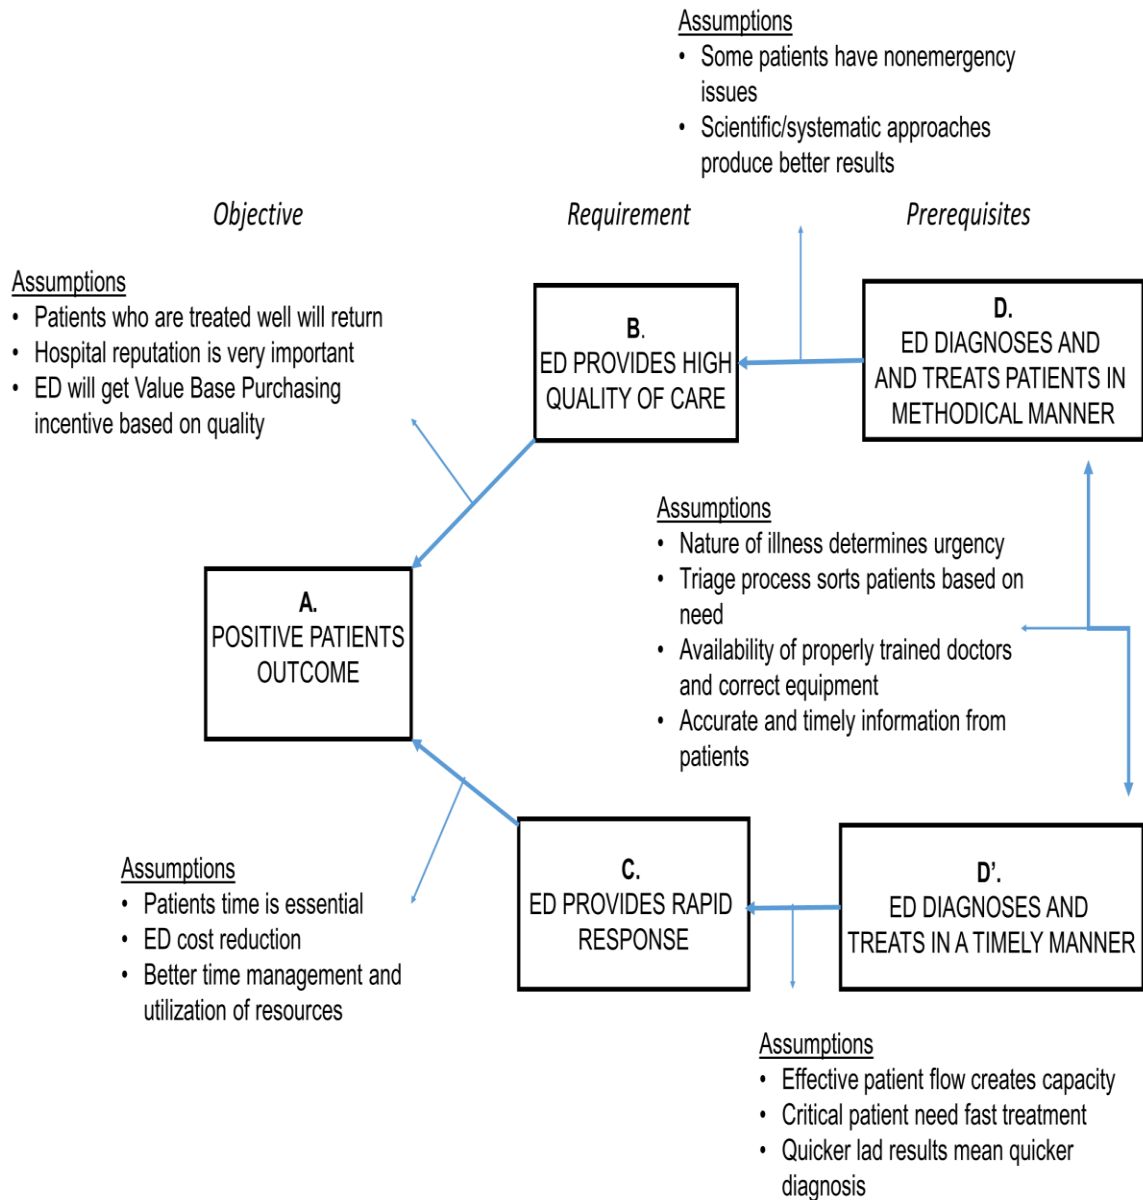 Assumptions
• Some patients have nonemergency
issues
• Scientific/systematic approaches
produce better results
Objective
Requirement
Prerequisites
Assumptions
• Patients who are treated well will return
• Hospital reputation is very important
• ED will get Value Base Purchasing
incentive based on quality
B.
ED PROVIDES HIGH
QUALITY OF CARE
D.
ED DIAGNOSES AND
AND TREATS PATIENTS IN
METHODICAL MANNER
Assumptions
• Nature of illness determines urgency
• Triage process sorts patients based on
need
• Availability of properly trained doctors
and correct equipment
• Accurate and timely information from
patients
A.
POSITIVE PATIENTS
OUTCOME
Assumptions
• Patients time is essential
• ED cost reduction
• Better time management and
utilization of resources
C.
ED PROVIDES RAPID
RESPONSE
D'.
ED DIAGNOSES AND
TREATS IN A TIMELY MANNER
Assumptions
• Effective patient flow creates capacity
• Critical patient need fast treatment
• Quicker lad results mean quicker
diagnosis